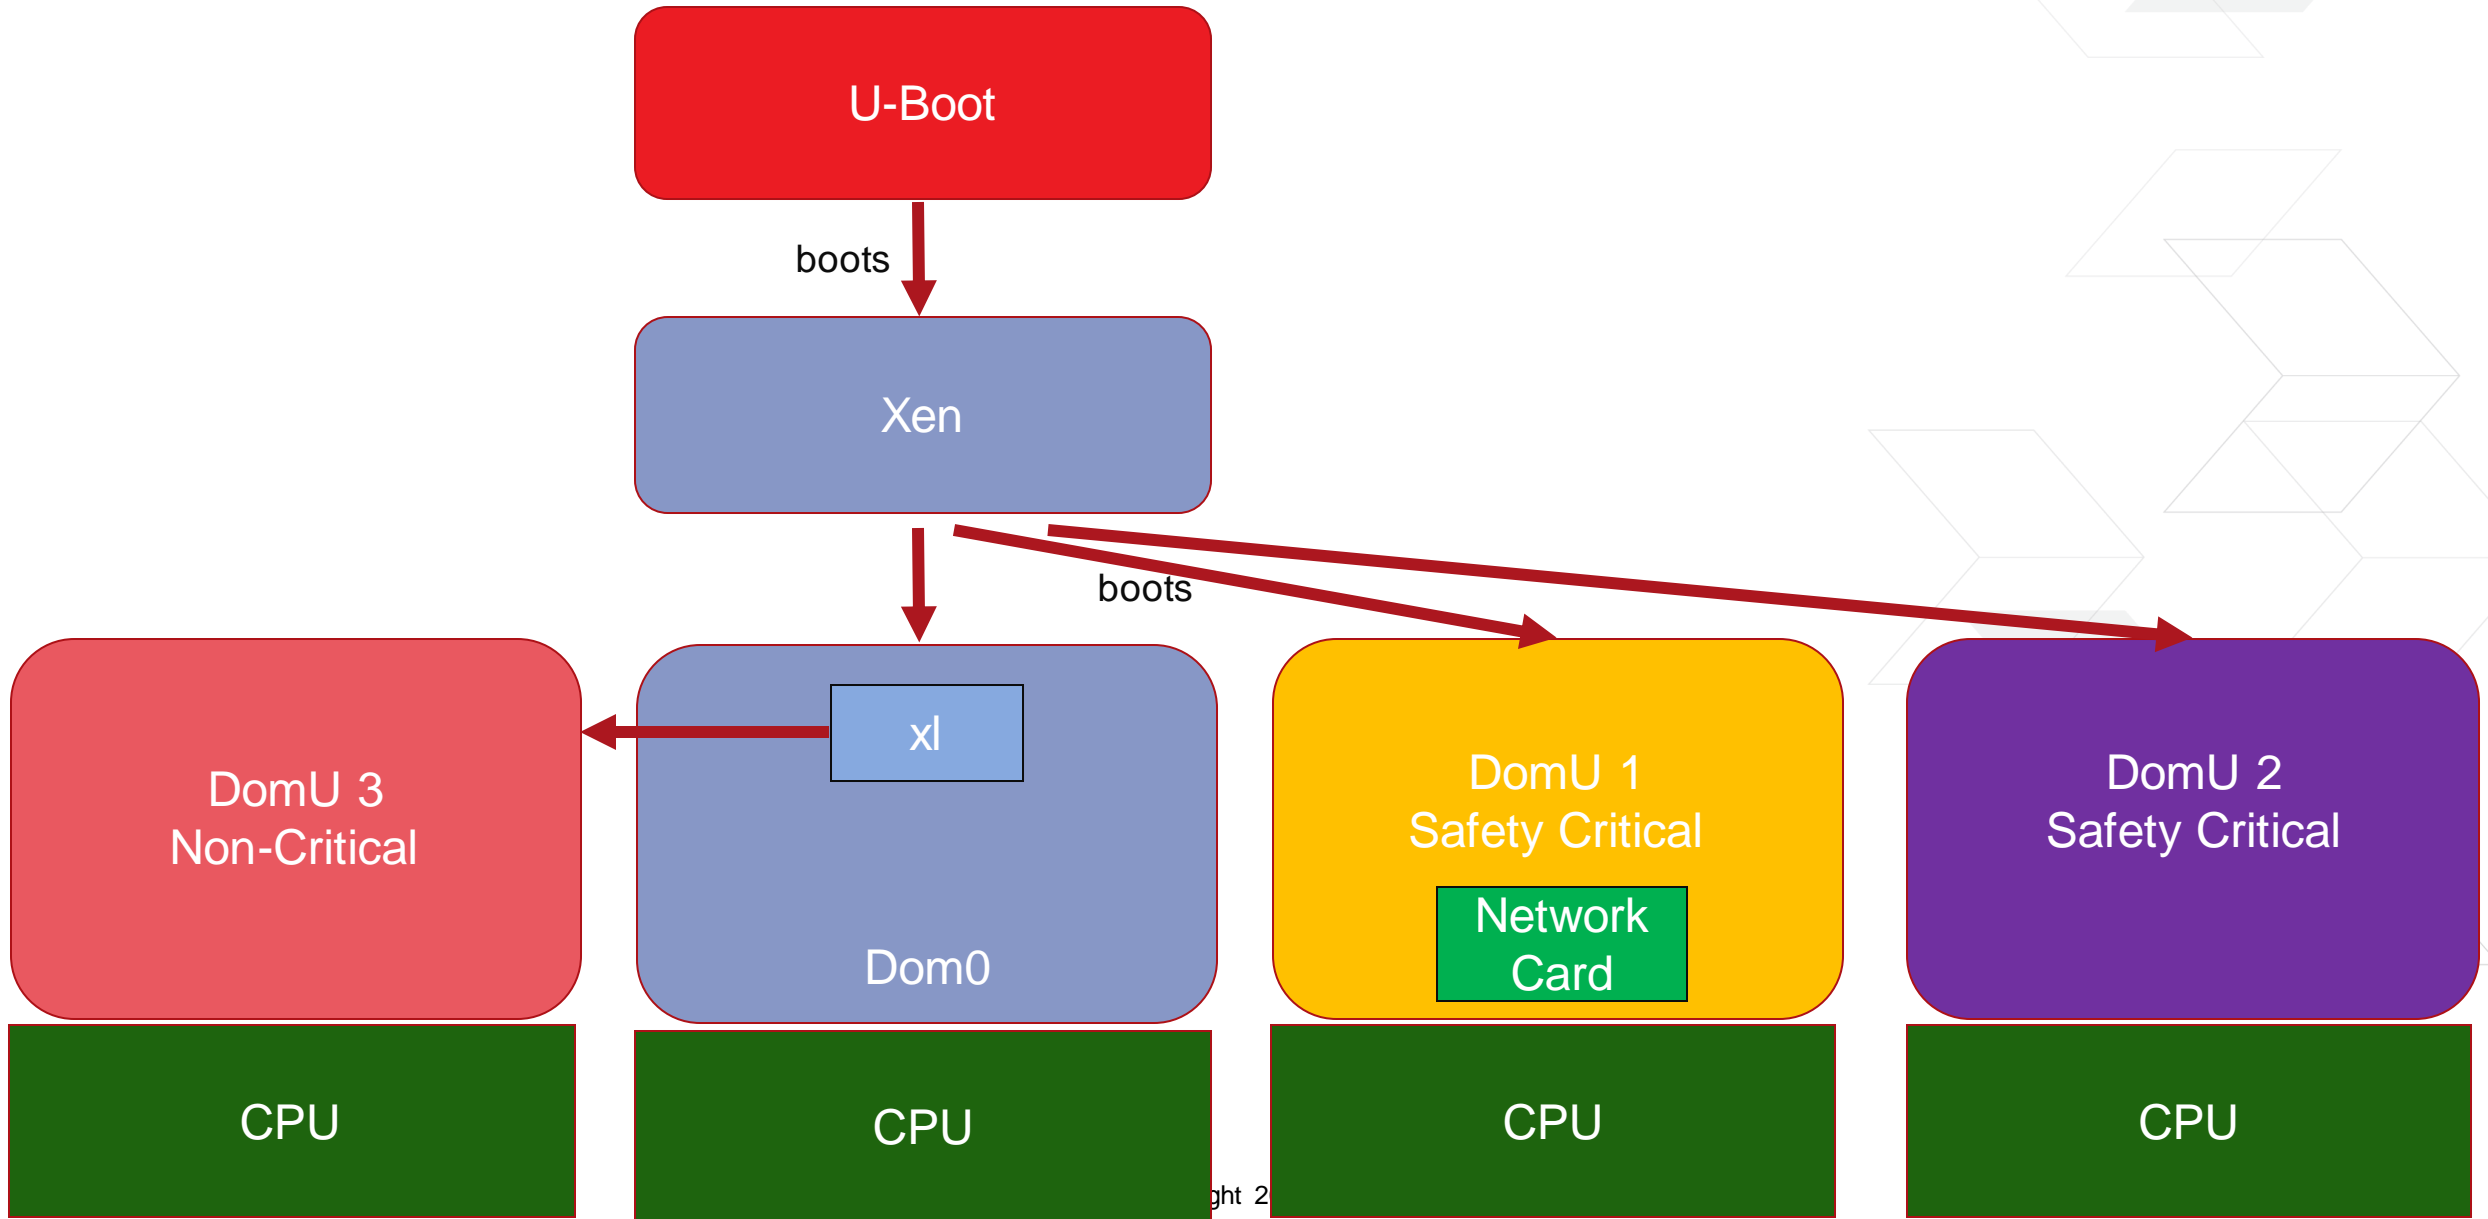 U-Boot
boots
Xen
boots
xl
DomU 3
Non-Critical
Dom0
DomU 1
Safety Critical
Network
Card
DomU 2
Safety Critical
CPU
CPU
CPU
CPU